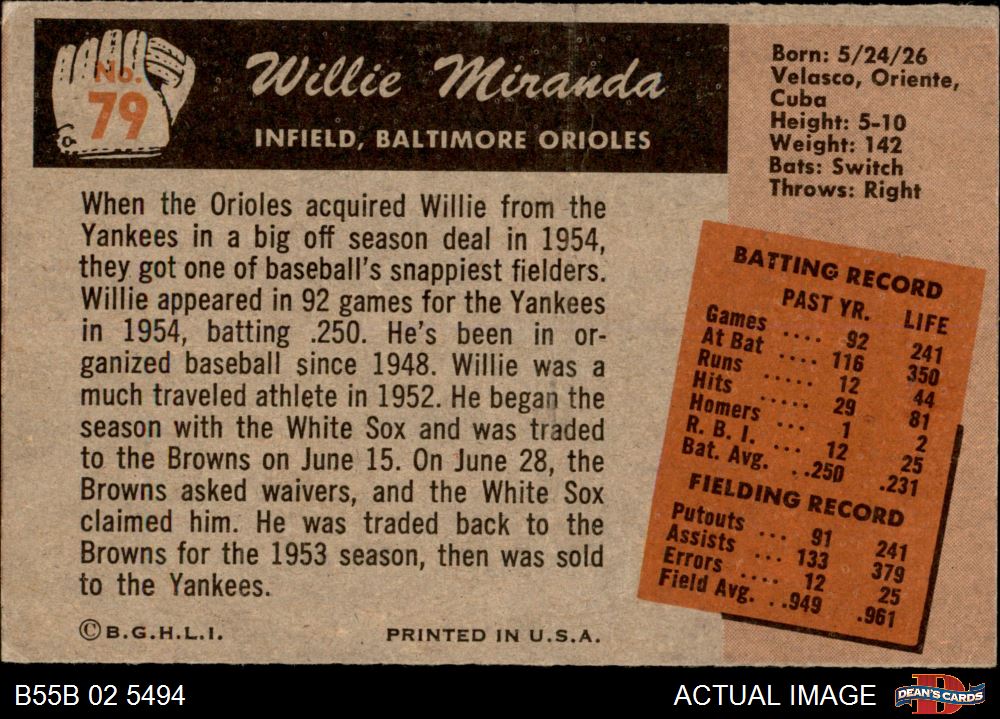 No.
79
Willie Miranda
INFIELD, BALTIMORE ORIOLES
Born: 5/24/26
Velasco, Oriente,
Cuba
Height: 5-10
Weight: 142
Bats: Switch
Throws: Right
When the Orioles acquired Willie from the
Yankees in a big off season deal in 1954,
they got one of baseball's snappiest fielders.
Willie appeared in 92 games for the Yankees
in 1954, batting .250. He's been in or-
ganized baseball since 1948. Willie was a
much traveled athlete in 1952. He began the
season with the White Sox and was traded
to the Browns on June 15. On June 28, the
Browns asked waivers, and the White Sox
claimed him. He was traded back to the
Browns for the 1953 season, then was sold
to the Yankees.
©B.G.H.L.I. PRINTED IN U.S.A.
BATTING RECORD
PAST YR. LIFE
Games .... 92 241
At Bat .... 116 350
Runs ..... 12 44
Hits ..... 29 81
Homers ... 1 2
R. B. I. ... 12 25
Bat. Avg. ..250 .231
FIELDING RECORD
Putouts ... 91 241
Assists ... 133 379
Errors .... 12 25
Field Avg. ..949 .961
B55B 02 5494
ACTUAL IMAGE
D
DEAN'S CARDS